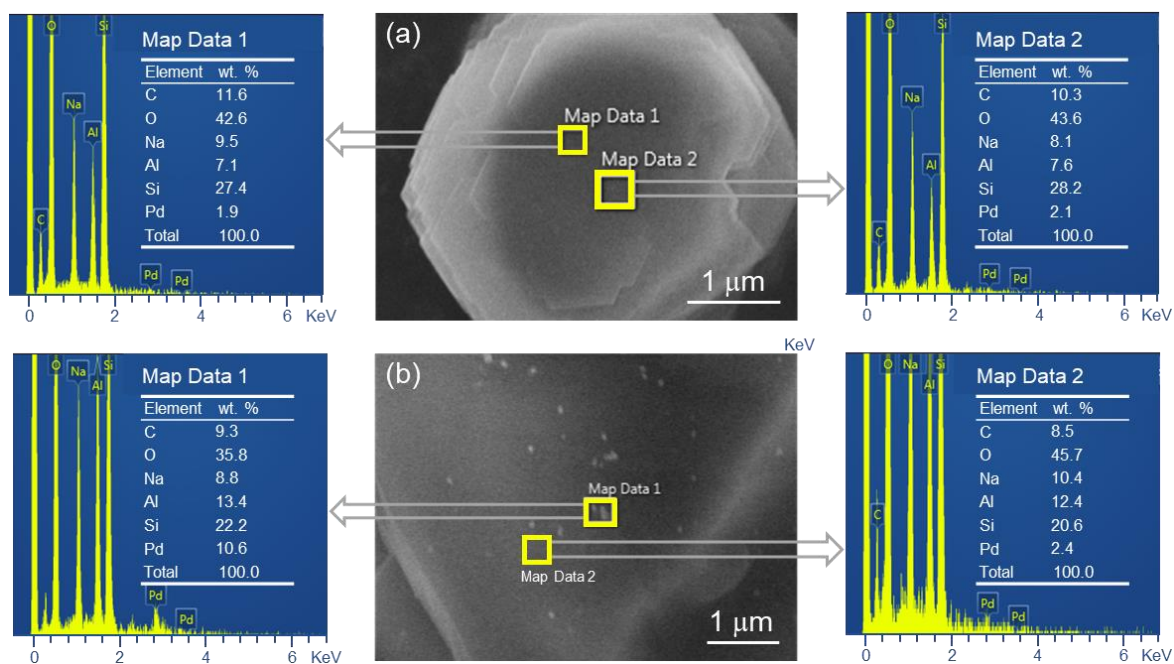 Map Data 1
Element wt. %
C 11.6
O 42.6
Na 9.5
Al 7.1
Si 27.4
Pd 1.9
Total 100.0
O
Si
Na
Al
C
Pd
Pd
0 2 4 6 KeV
(a)
Map Data 1
Map Data 2
1 μm
Map Data 2
Element wt. %
C 10.3
O 43.6
Na 8.1
Al 7.6
Si 28.2
Pd 2.1
Total 100.0
O
Si
Na
Al
C
Pd
Pd
0 2 4 6 KeV
KeV
Map Data 1
Element wt. %
C 9.3
O 35.8
Na 8.8
Al 13.4
Si 22.2
Pd 10.6
Total 100.0
O
Na
Si
Al
Pd
Pd
0 2 4 6 KeV
(b)
Map Data 1
Map Data 2
1 μm
Map Data 2
Element wt. %
C 8.5
O 45.7
Na 10.4
Al 12.4
Si 20.6
Pd 2.4
Total 100.0
O
Na
Si
Al
C
Pd
Pd
0 2 4 6 KeV